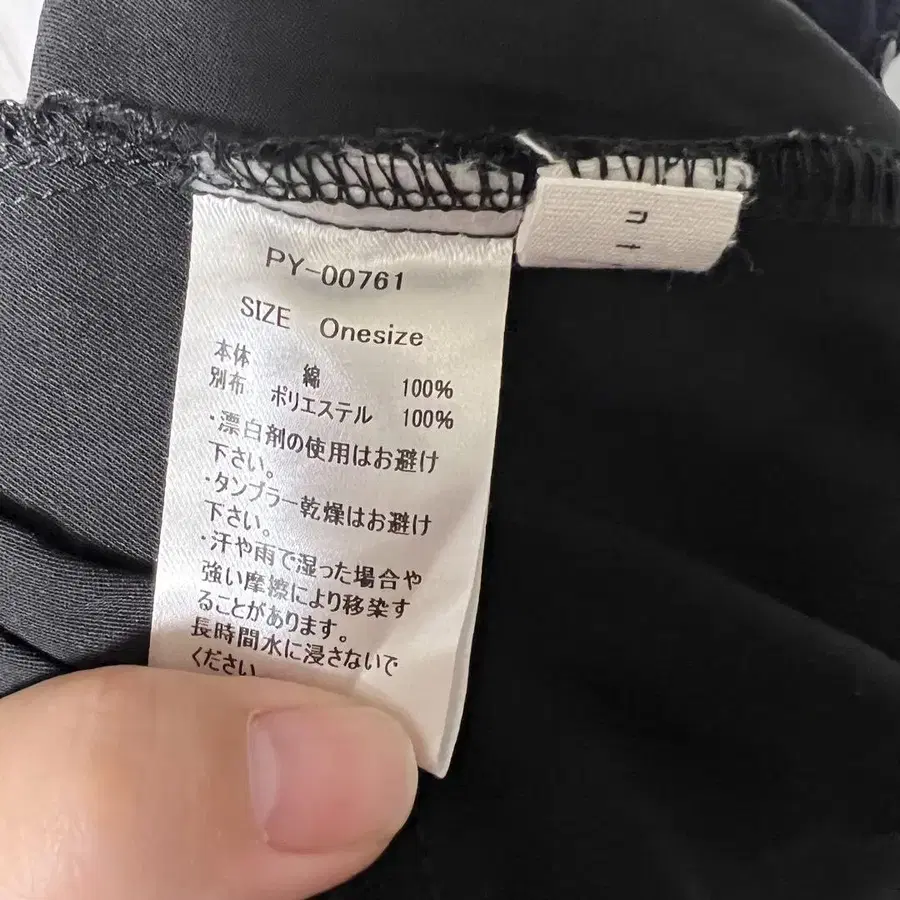 PY-00761
SIZE Onesize
本体 綿 100%
別布 ポリエステル 100%
・漂白剤の使用はお避け
下さい。
・タンブラー乾燥はお避け
下さい。
・汗や雨で湿った場合や
強い摩擦により移染す
ることがあります。
長時間水に浸さないで
ください